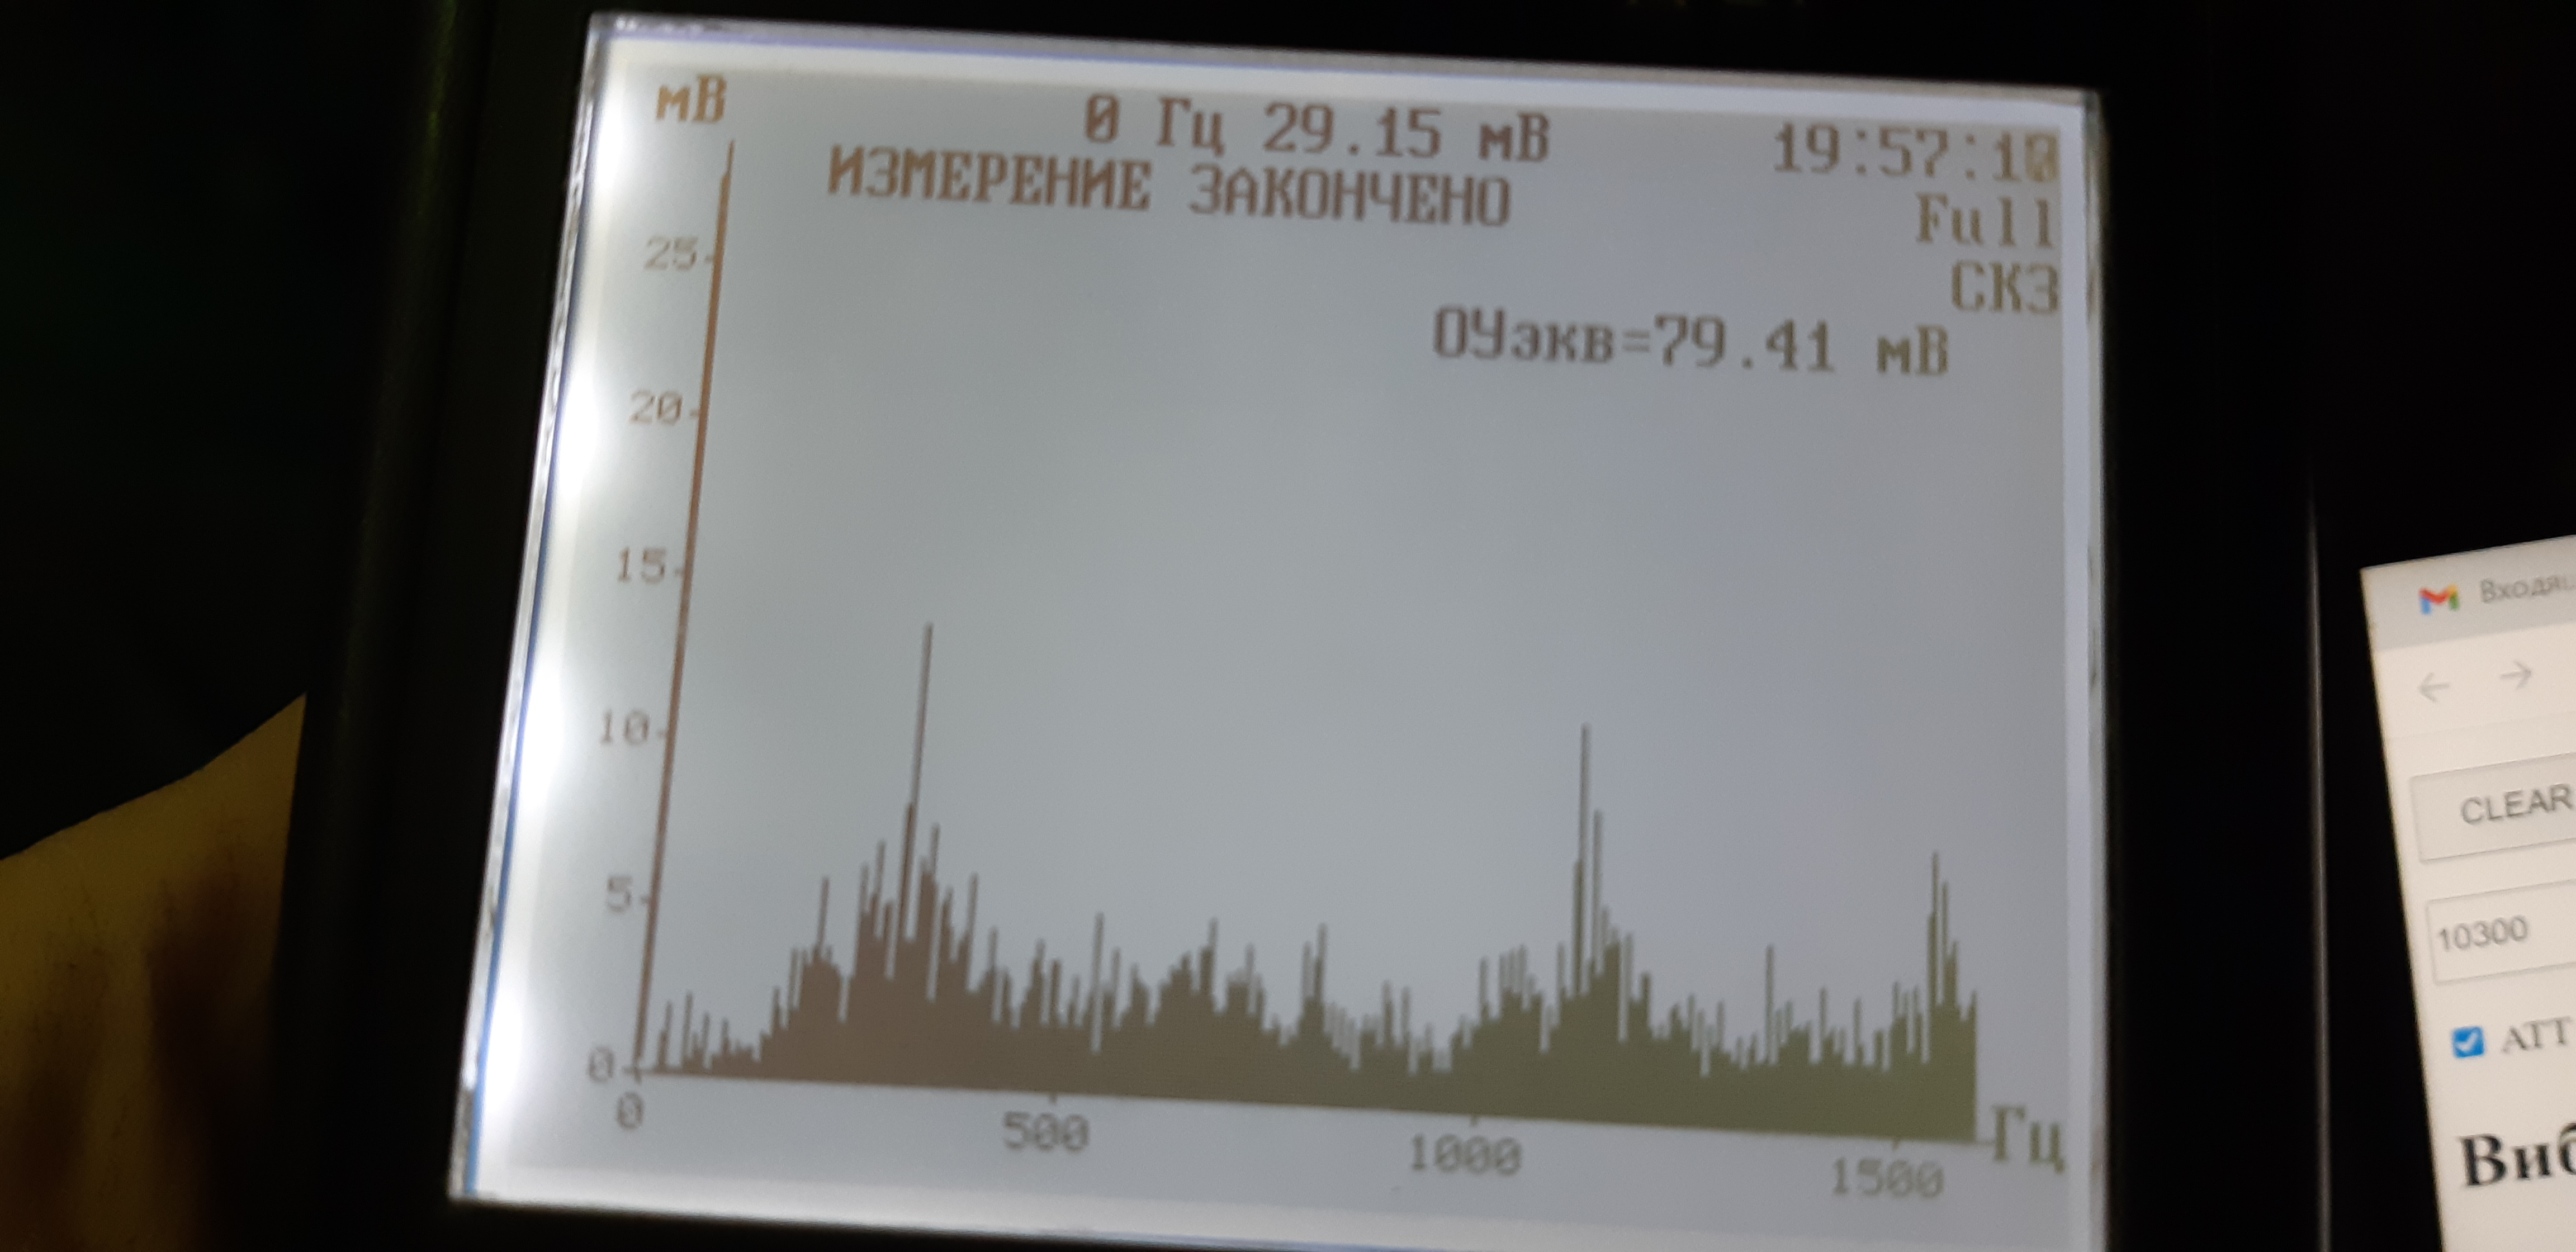 мВ
0 Гц 29.15 мВ
19:57:10
ИЗМЕРЕНИЕ ЗАКОНЧЕНО
Full
СКЗ
ОУэкв=79.41 мВ
25
20
15
10
5
0
0
500
1000
1500
Гц
CLEAR
10300
ATT